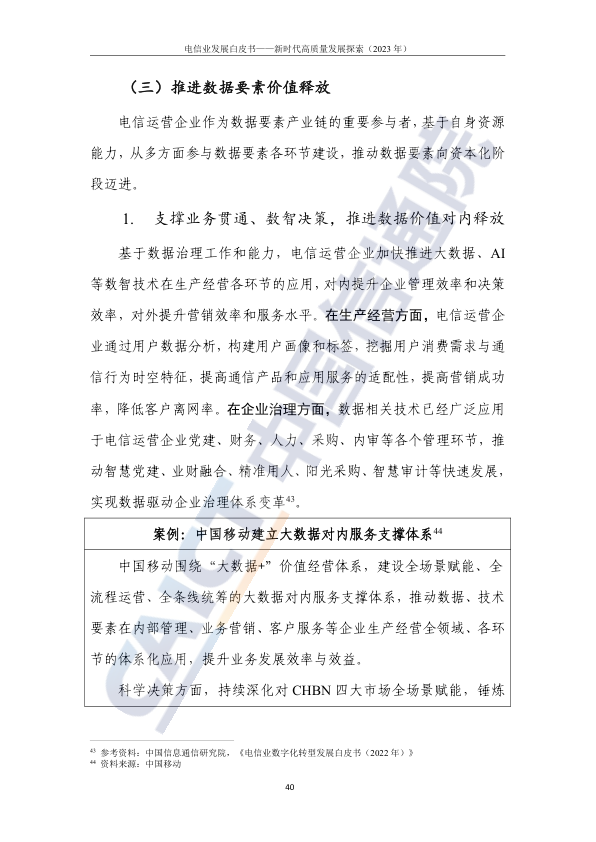 电信业发展白皮书——新时代高质量发展探索（2023 年）
（三）推进数据要素价值释放
电信运营企业作为数据要素产业链的重要参与者，基于自身资源
能力，从多方面参与数据要素各环节建设，推动数据要素向资本化阶
段迈进。
1. 支撑业务贯通、数智决策，推进数据价值对内释放
基于数据治理工作和能力，电信运营企业加快推进大数据、AI
等数智技术在生产经营各环节的应用，对内提升企业管理效率和决策
效率，对外提升营销效率和服务水平。在生产经营方面，电信运营企
业通过用户数据分析，构建用户画像和标签，挖掘用户消费需求与通
信行为时空特征，提高通信产品和应用服务的适配性，提高营销成功
率，降低客户离网率。在企业治理方面，数据相关技术已经广泛应用
于电信运营企业党建、财务、人力、采购、内审等各个管理环节，推
动智慧党建、业财融合、精准用人、阳光采购、智慧审计等快速发展，
实现数据驱动企业治理体系变革43。
案例：中国移动建立大数据对内服务支撑体系44
中国移动围绕“大数据+”价值经营体系，建设全场景赋能、全
流程运营、全条线统筹的大数据对内服务支撑体系，推动数据、技术
要素在内部管理、业务营销、客户服务等企业生产经营全领域、各环
节的体系化应用，提升业务发展效率与效益。
科学决策方面，持续深化对 CHBN 四大市场全场景赋能，锤炼
43 参考资料：中国信息通信研究院，《电信业数字化转型发展白皮书（2022 年）》
44 资料来源：中国移动
40
CAICT 中国信通院